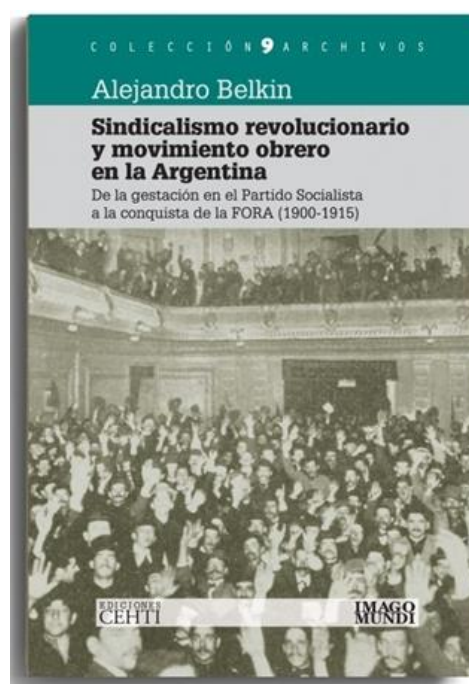 COLECCIÓN 9 ARCHIVOS
Alejandro Belkin
Sindicalismo revolucionario
y movimiento obrero
en la Argentina
De la gestación en el Partido Socialista
a la conquista de la FORA (1900-1915)
EDICIONES
CEHTI
IMAGO
MUNDI